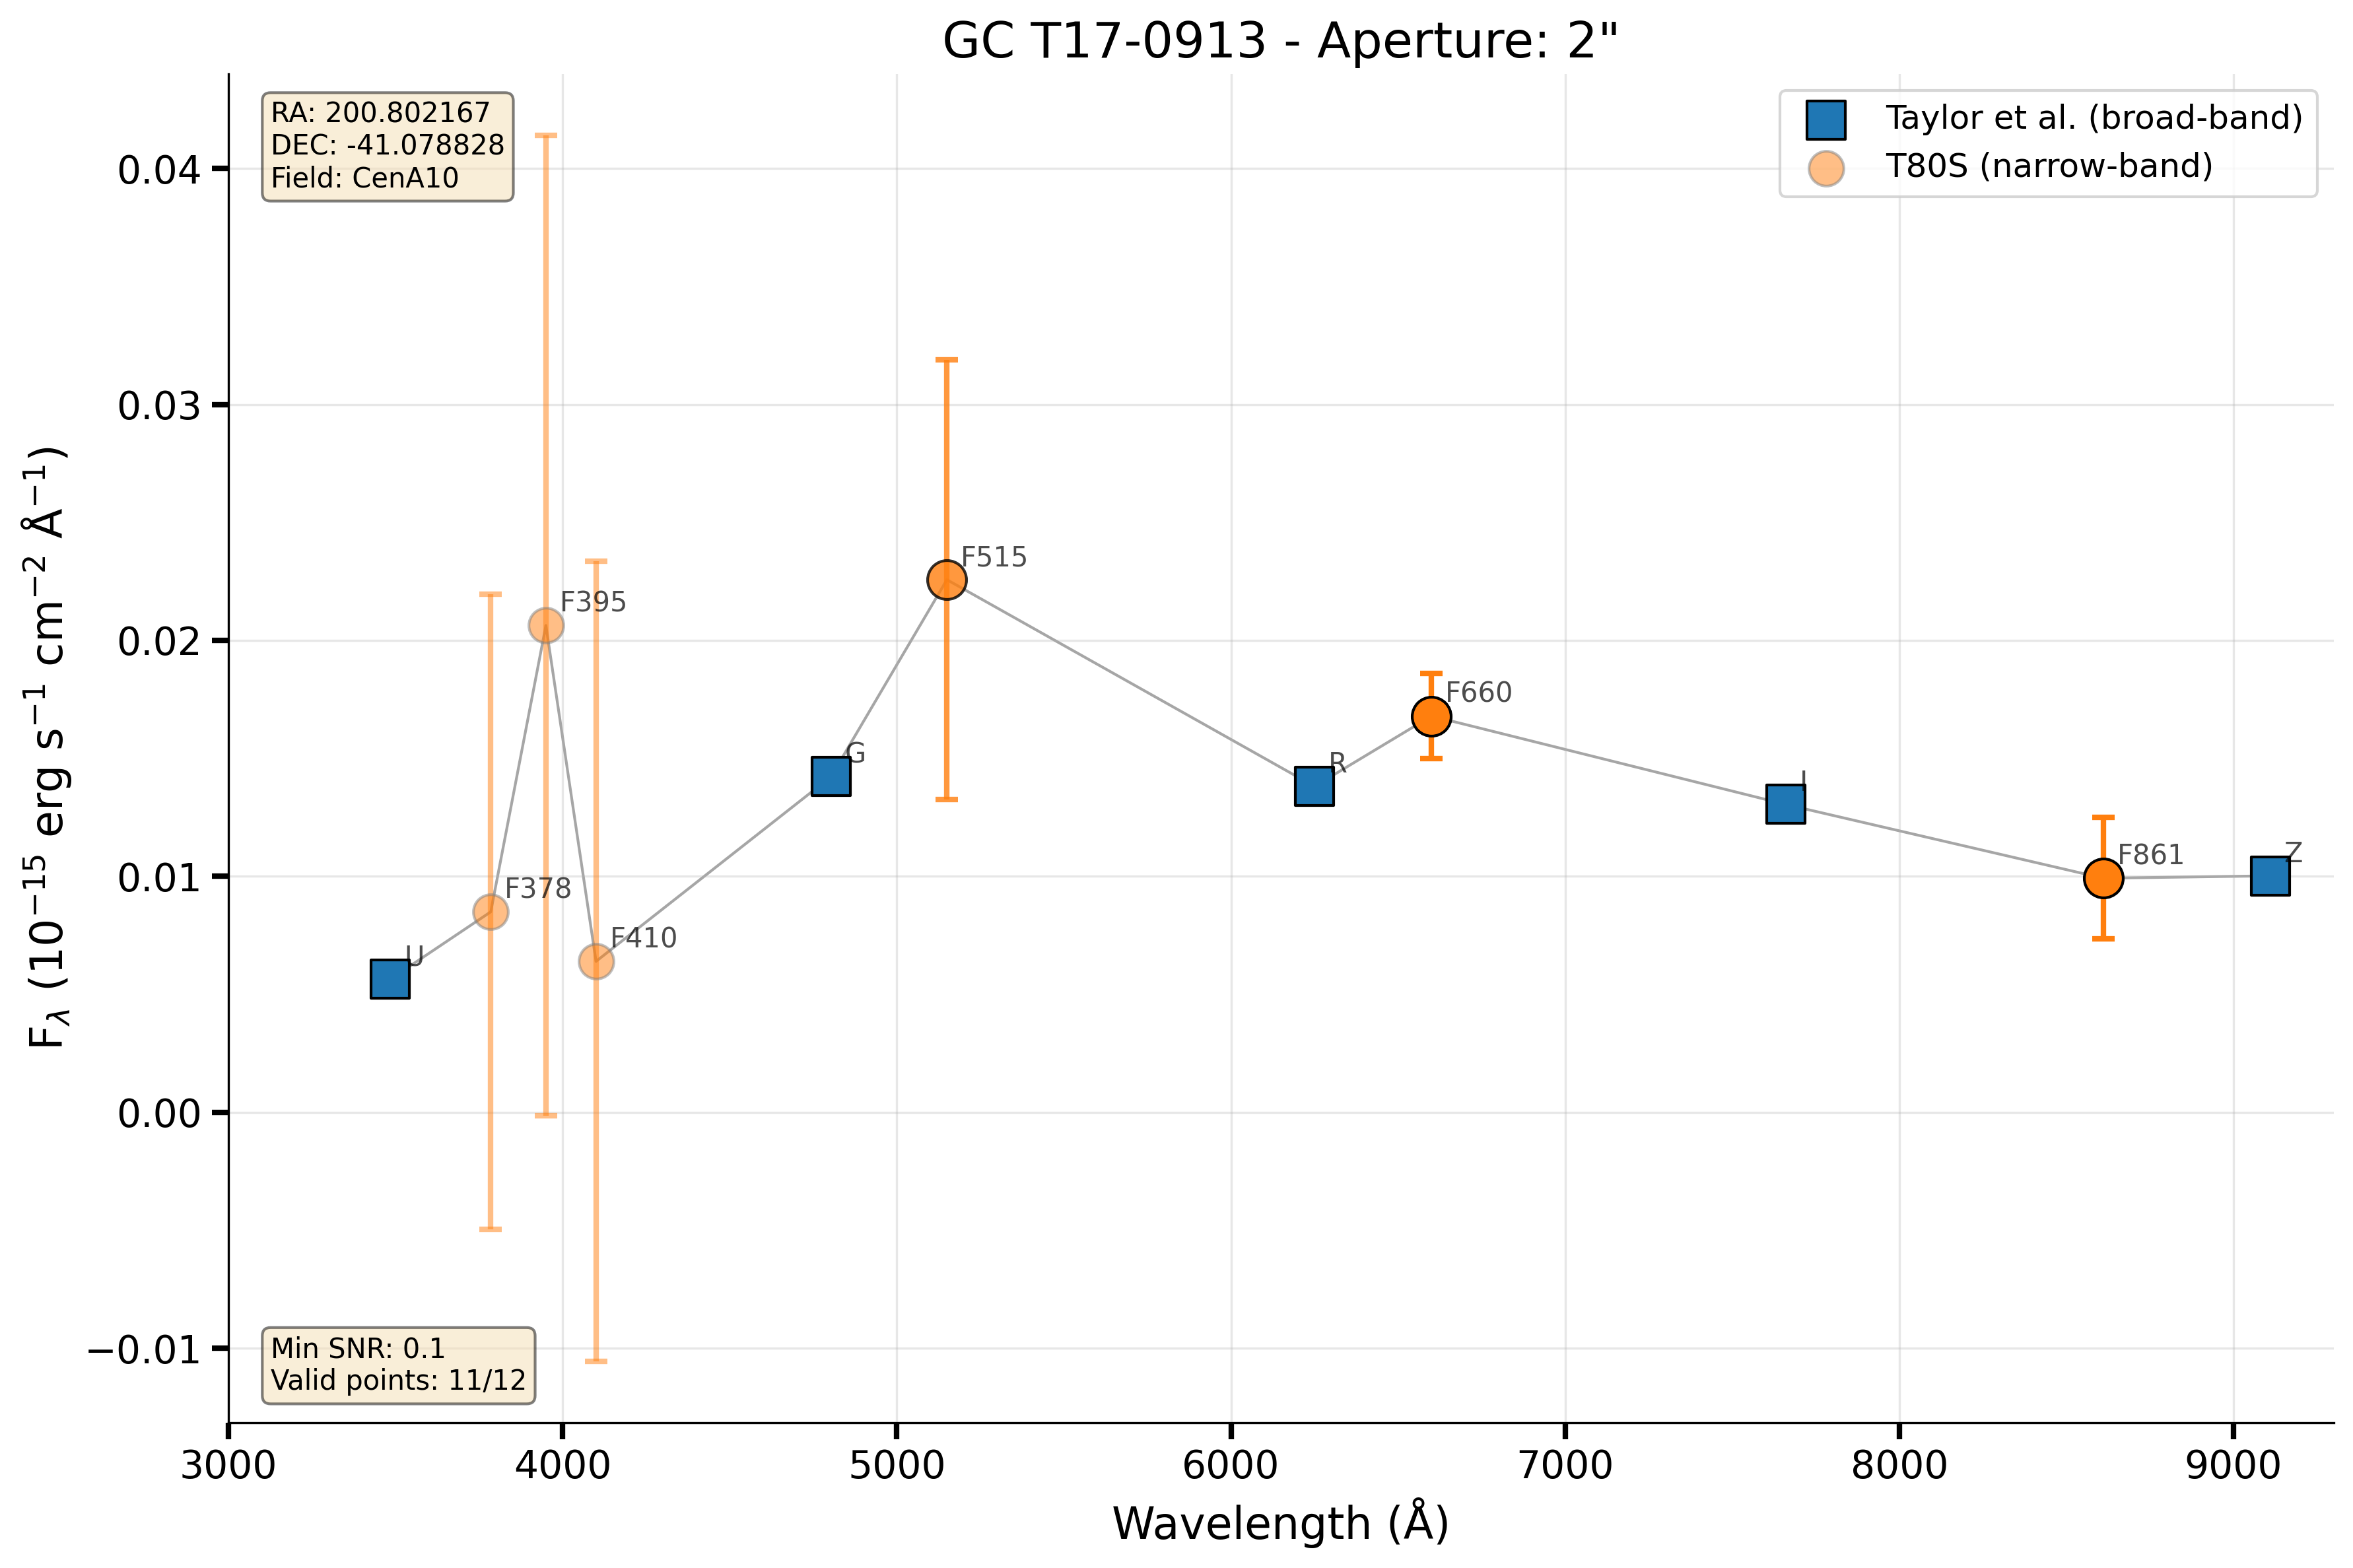 GC T17-0913 - Aperture: 2"
RA: 200.802167
DEC: -41.078828
Field: CenA10
Taylor et al. (broad-band)
T80S (narrow-band)
0.04
0.03
0.02
0.01
0.00
−0.01
F_λ (10⁻¹⁵ erg s⁻¹ cm⁻² Å⁻¹)
U
F378
F395
F410
G
F515
R
F660
I
F861
Z
Min SNR: 0.1
Valid points: 11/12
3000 4000 5000 6000 7000 8000 9000
Wavelength (Å)